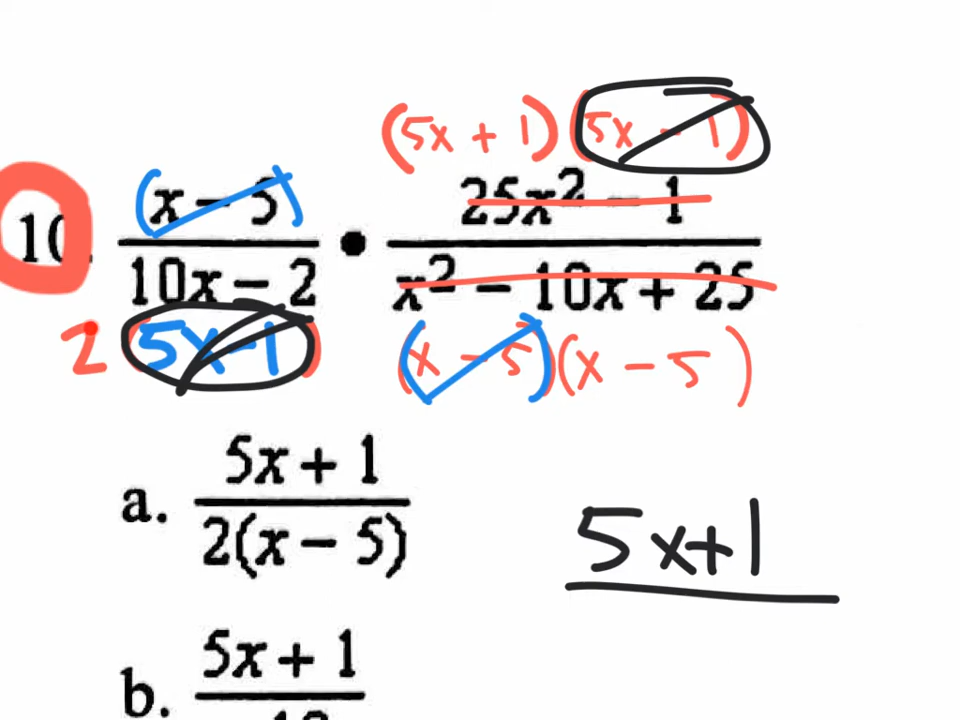 (5x + 1) (5x - 1)
10. (x - 5) / 10x - 2 • 25x² - 1 / x² - 10x + 25
2 (5x-1) (x - 5)(x - 5)
a. 5x + 1 / 2(x - 5)
5x+1
b. 5x + 1